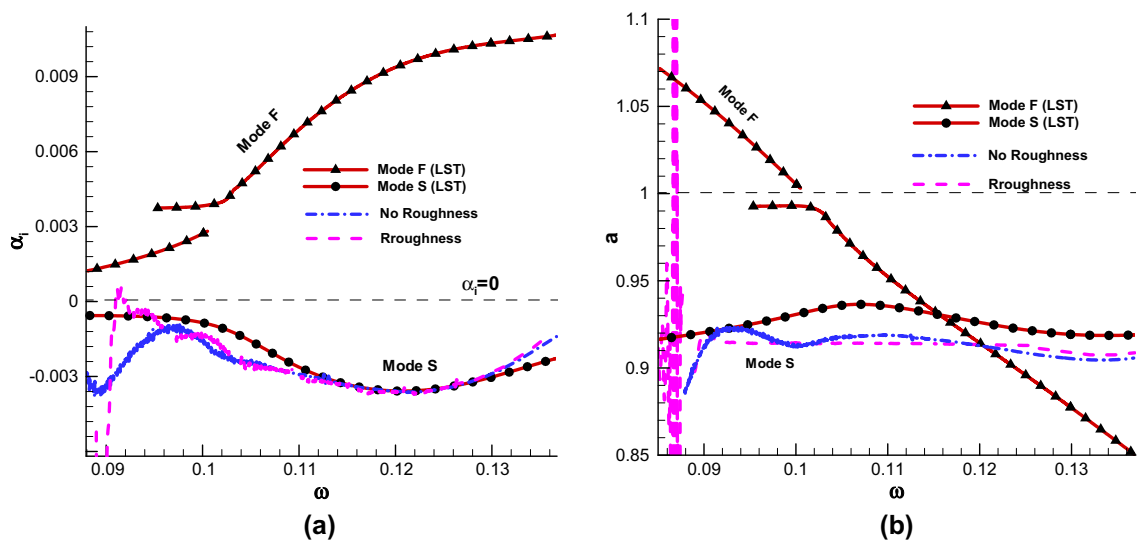 0.009
0.006
0.003
0
-0.003
αi
0.09
0.1
0.11
0.12
0.13
ω
Mode F
Mode F (LST)
Mode S (LST)
No Roughness
Rroughness
αi=0
Mode S
(a)
1.1
1.05
1
0.95
0.9
0.85
a
0.09
0.1
0.11
0.12
0.13
ω
Mode F
Mode F (LST)
Mode S (LST)
No Roughness
Rroughness
Mode S
(b)